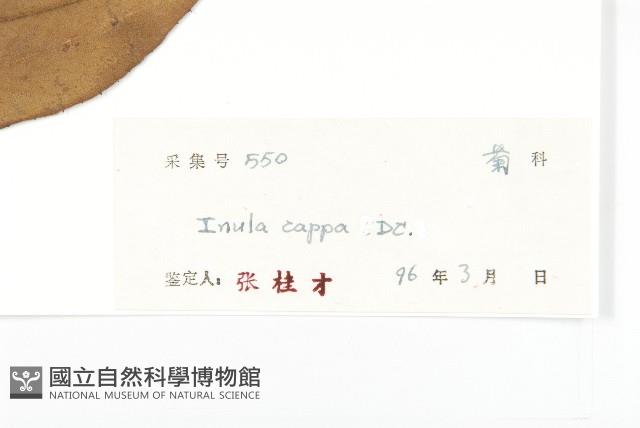 采集号 550 菊 科
Inula cappa DC.
鉴定人: 张桂才 96 年 3 月 日
國立自然科學博物館
NATIONAL MUSEUM OF NATURAL SCIENCE